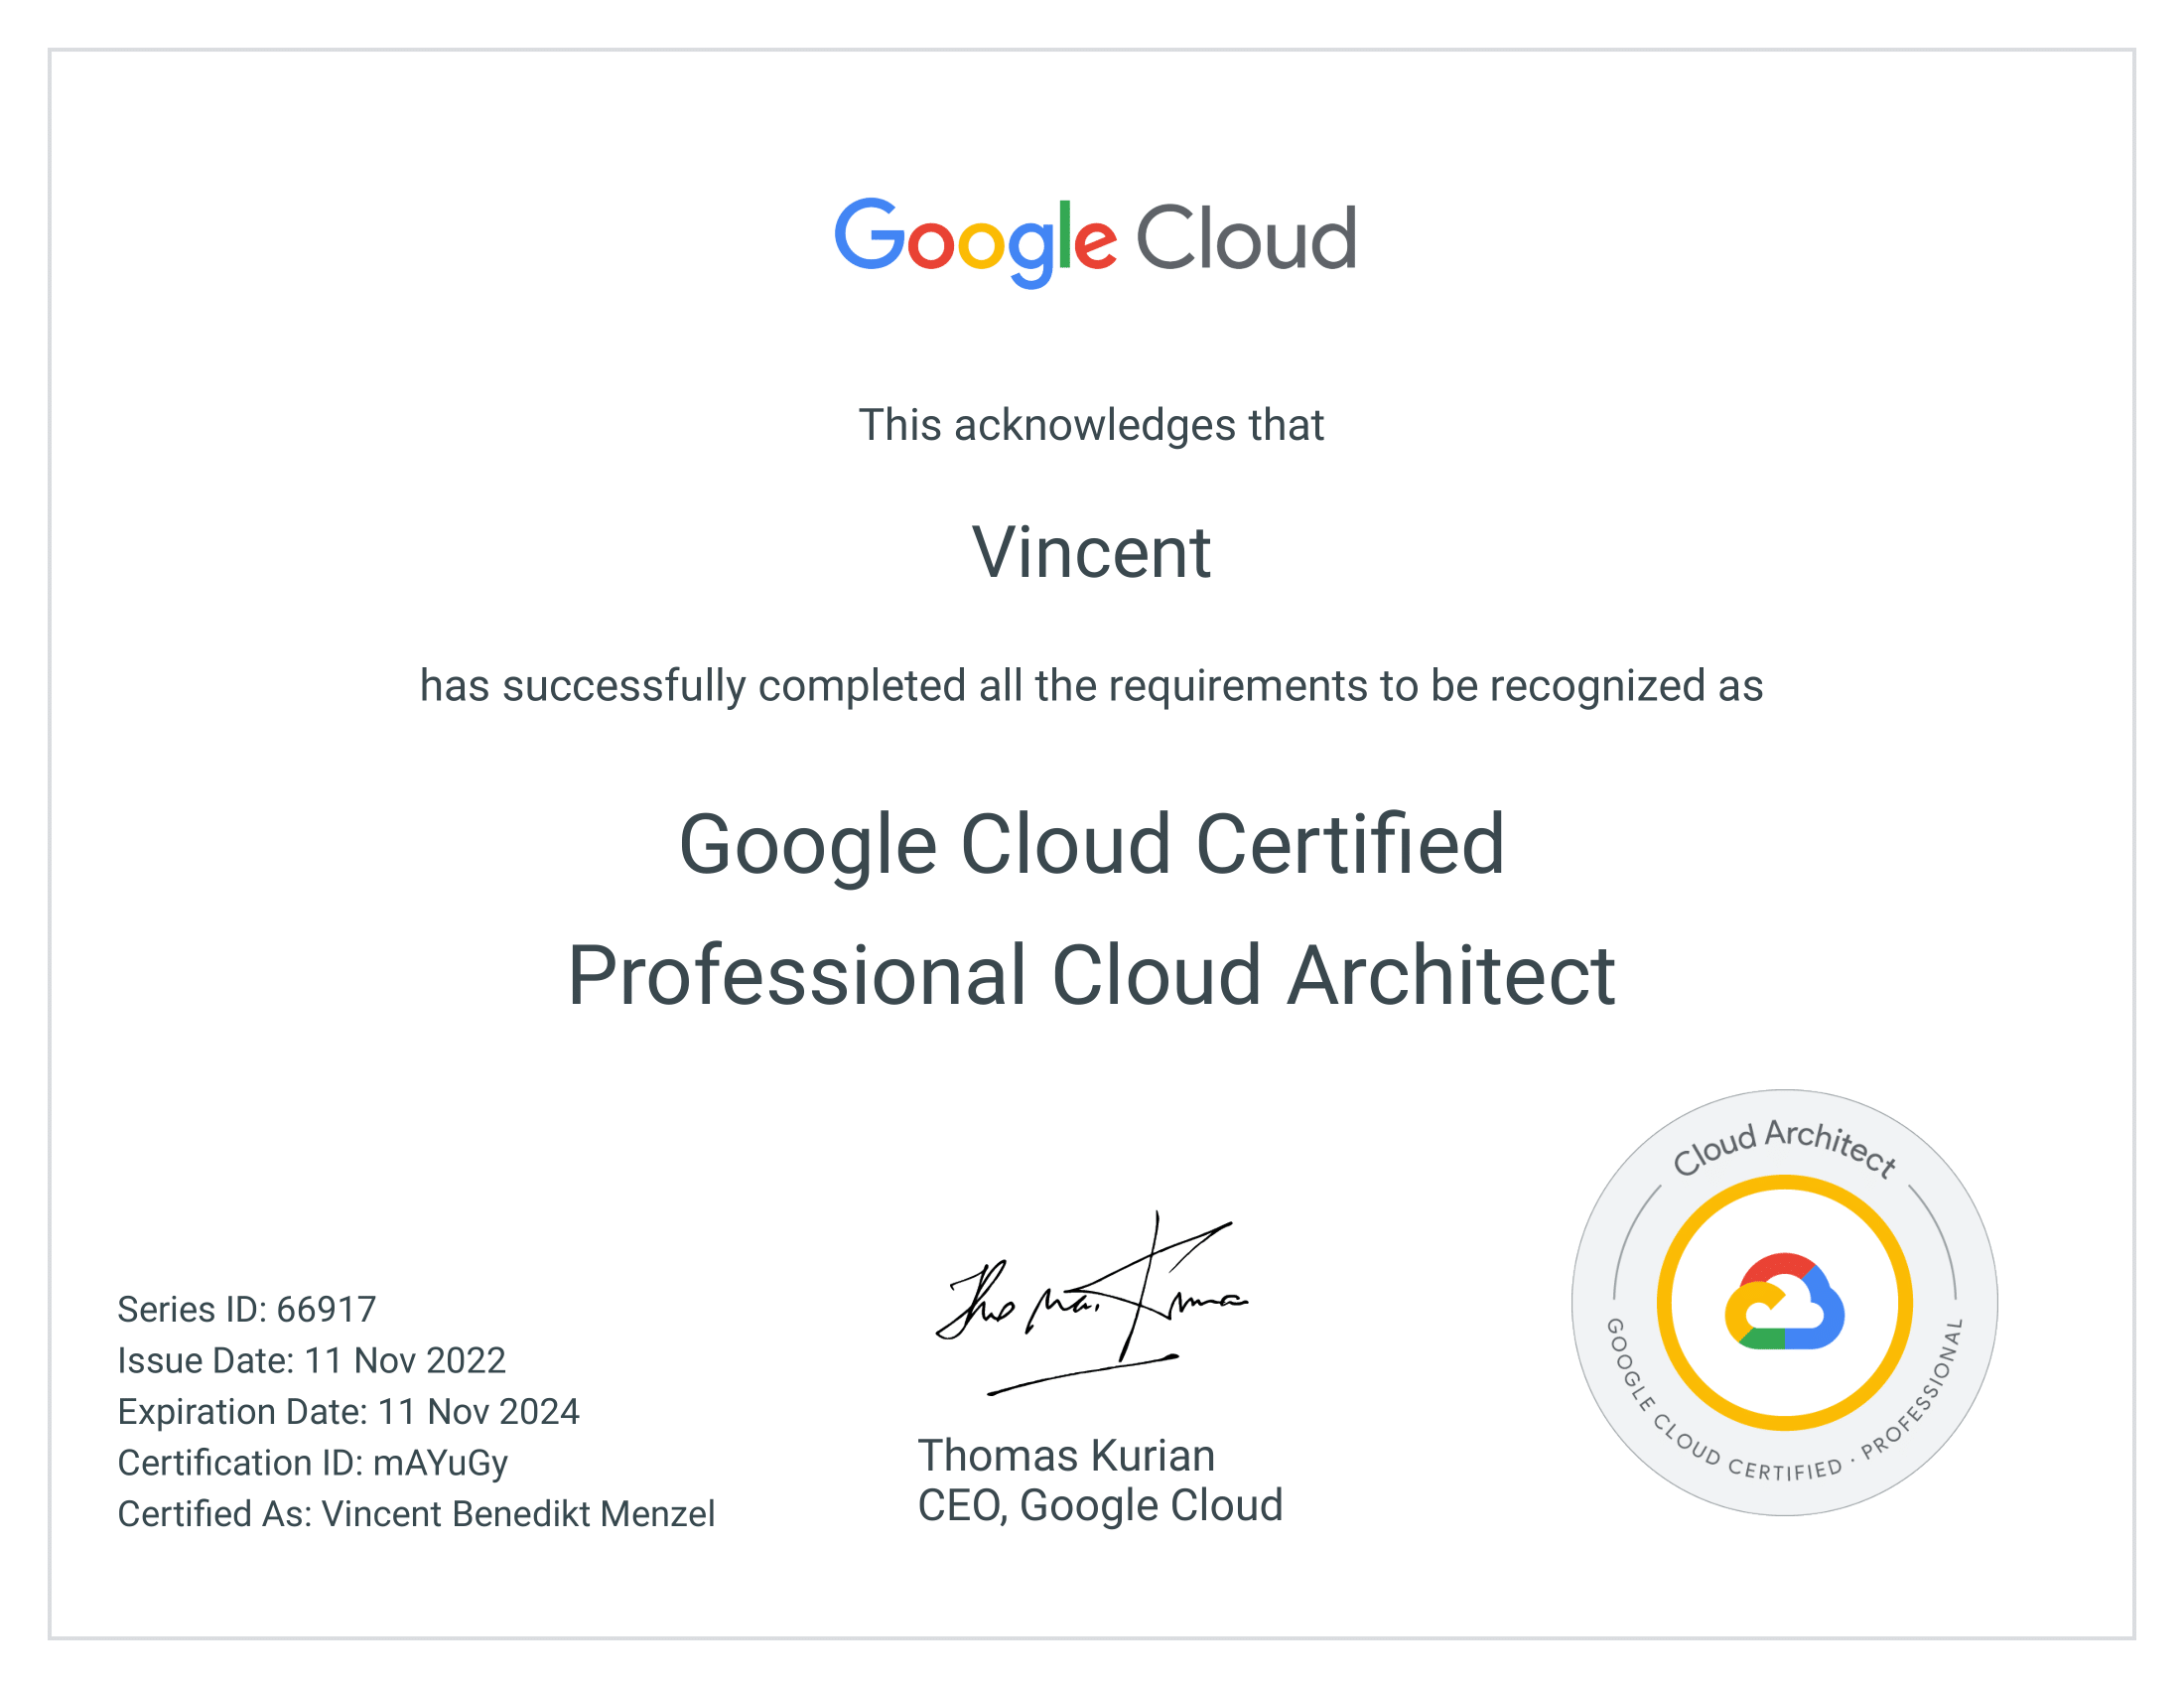 Google Cloud
This acknowledges that
Vincent
has successfully completed all the requirements to be recognized as
Google Cloud Certified
Professional Cloud Architect
Series ID: 66917
Issue Date: 11 Nov 2022
Expiration Date: 11 Nov 2024
Certification ID: mAYuGy
Certified As: Vincent Benedikt Menzel
Thomas Kurian
Thomas Kurian
CEO, Google Cloud
Cloud Architect
GOOGLE CLOUD CERTIFIED · PROFESSIONAL